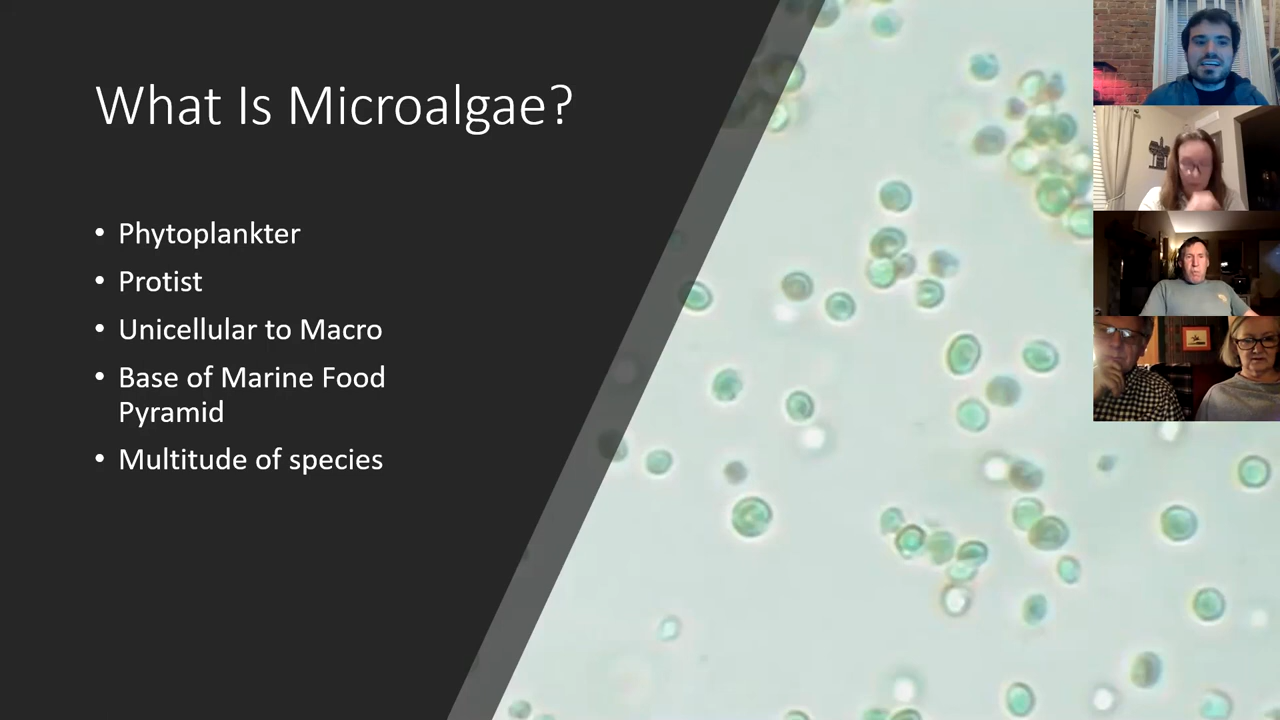 What Is Microalgae?
• Phytoplankter
• Protist
• Unicellular to Macro
• Base of Marine Food
Pyramid
• Multitude of species